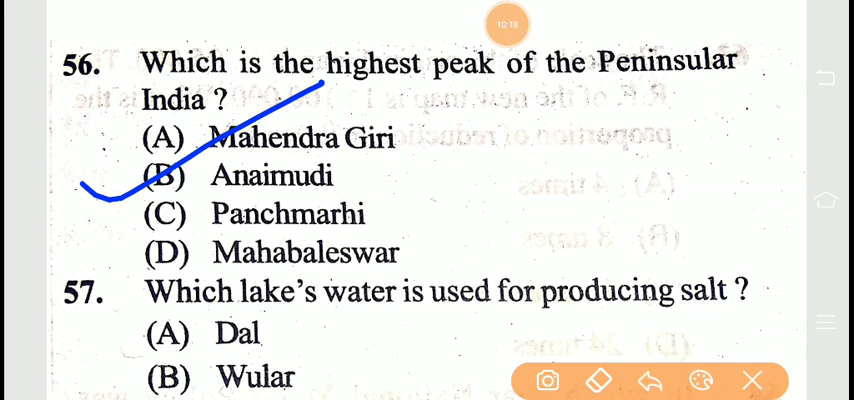 10:18
56. Which is the highest peak of the Peninsular
India ?
(A) Mahendra Giri
(B) Anaimudi
(C) Panchmarhi
(D) Mahabaleswar
57. Which lake's water is used for producing salt ?
(A) Dal
(B) Wular